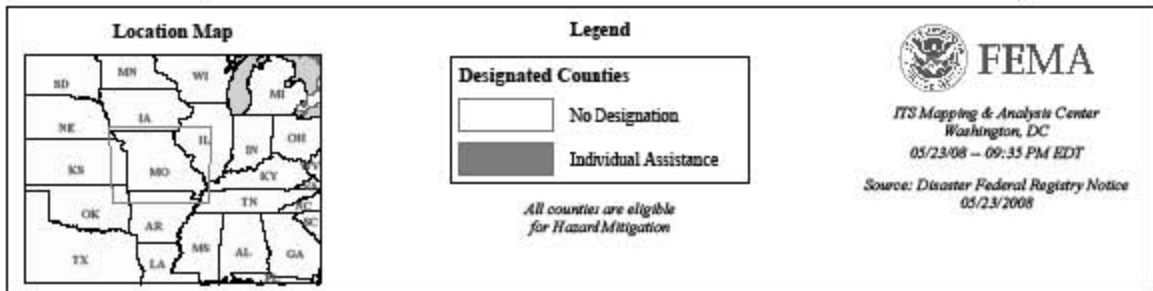 Location Map
SD
MN
WI
MI
NE
IA
IL
IN
OH
KS
MO
KY
OK
AR
TN
NC
SC
TX
LA
MS
AL
GA
Legend
Designated Counties
No Designation
Individual Assistance
All counties are eligible
for Hazard Mitigation
FEMA
ITS Mapping & Analysis Center
Washington, DC
05/23/08 -- 09:35 PM EDT
Source: Disaster Federal Registry Notice
05/23/2008